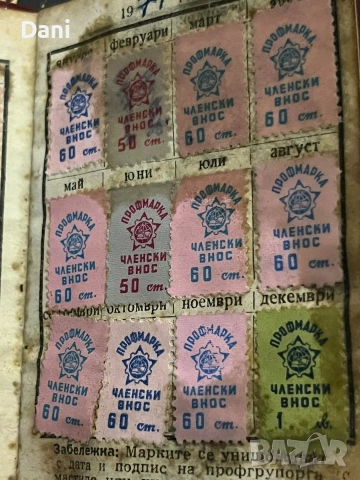 Dani
19 77
февруари март
ПРОФМАРКА ЧЛЕНСКИ ВНОС 60 ст.
ПРОФМАРКА ЧЛЕНСКИ ВНОС 50 ст.
ПРОФМАРКА ЧЛЕНСКИ ВНОС 60 ст.
ПРОФМАРКА ЧЛЕНСКИ ВНОС 60 ст.
май юни юли август
ПРОФМАРКА ЧЛЕНСКИ ВНОС 60 ст.
ПРОФМАРКА ЧЛЕНСКИ ВНОС 50 ст.
ПРОФМАРКА ЧЛЕНСКИ ВНОС 60 ст.
ПРОФМАРКА ЧЛЕНСКИ ВНОС 60 ст.
октомври ноември декември
ПРОФМАРКА ЧЛЕНСКИ ВНОС 60 ст.
ПРОФМАРКА ЧЛЕНСКИ ВНОС 60 ст.
ПРОФМАРКА ЧЛЕНСКИ ВНОС 60 ст.
ПРОФМАРКА ЧЛЕНСКИ ВНОС 1 лв.
Забележка: Марките се
с дата и подпис на профгрупорга
BAZAR